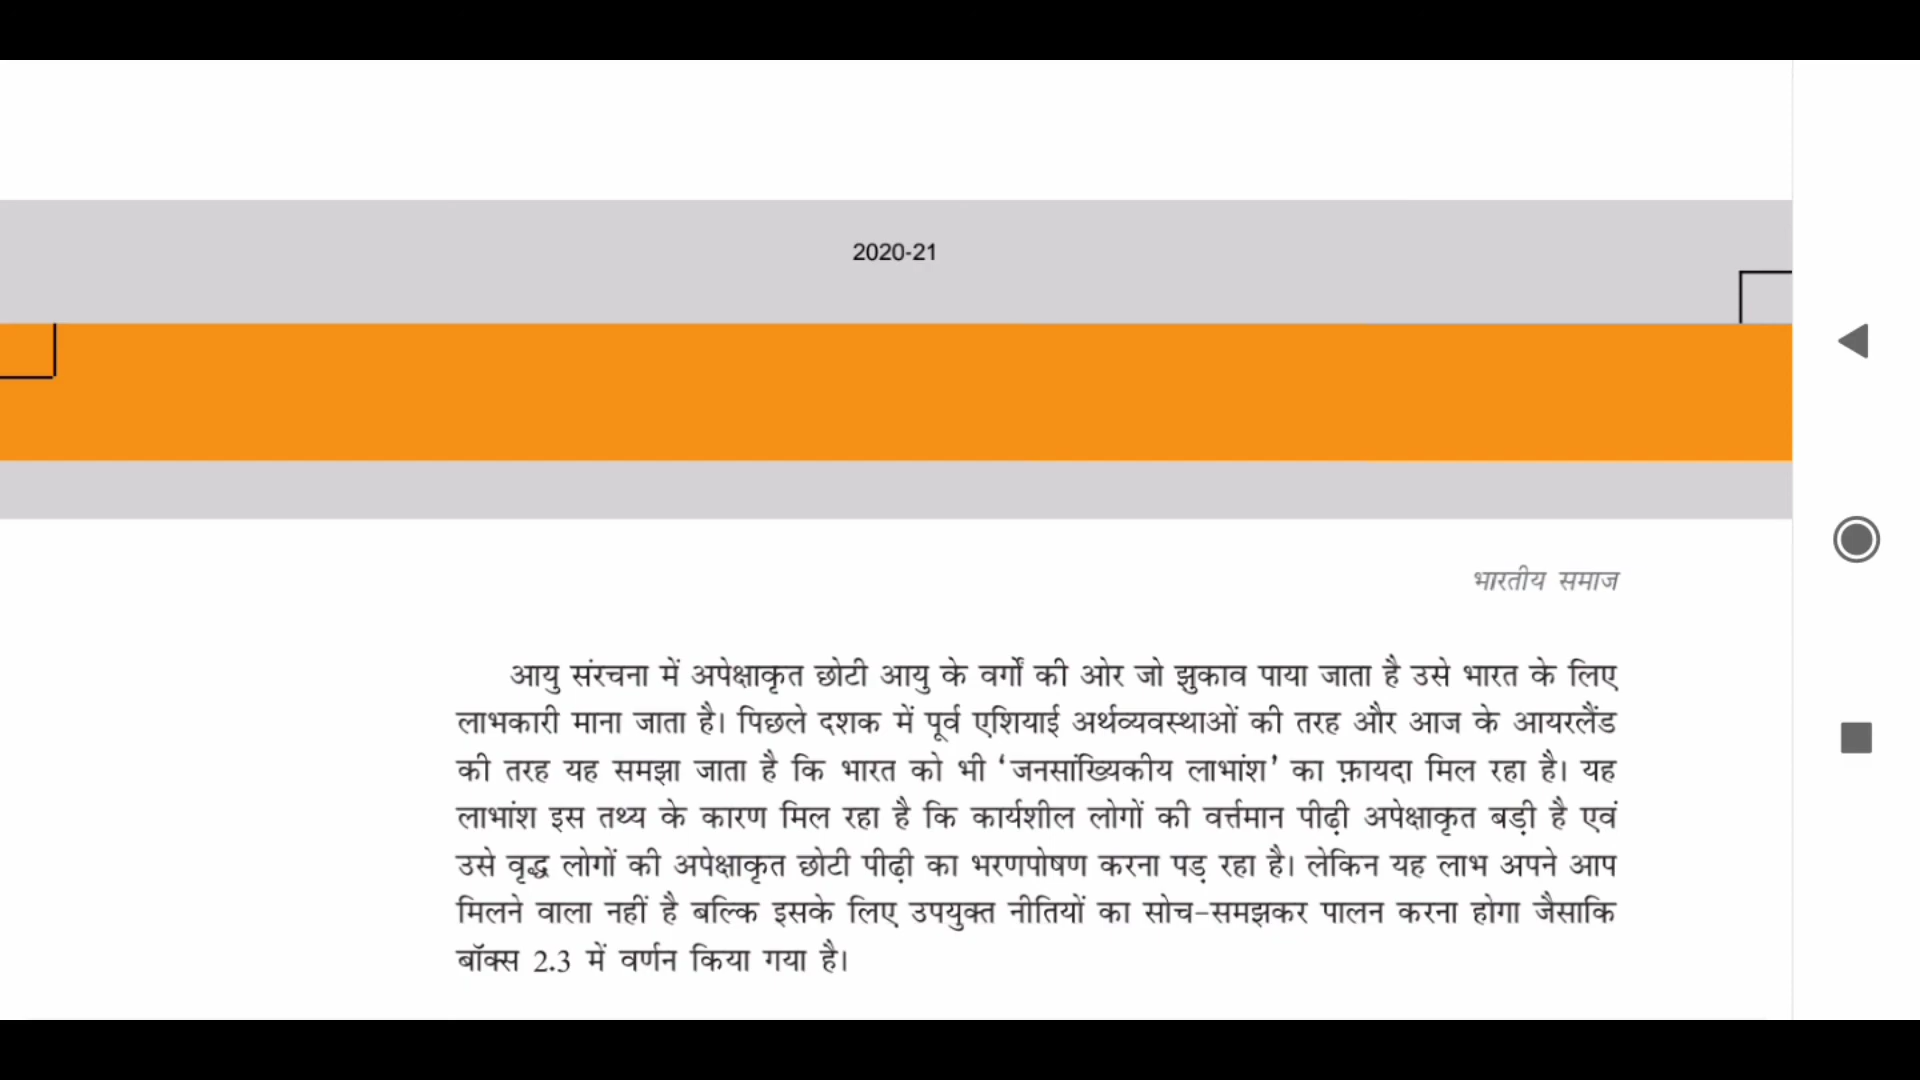 2020-21
भारतीय समाज
आयु संरचना में अपेक्षाकृत छोटी आयु के वर्गों की ओर जो झुकाव पाया जाता है उसे भारत के लिए
लाभकारी माना जाता है। पिछले दशक में पूर्व एशियाई अर्थव्यवस्थाओं की तरह और आज के आयरलैंड
की तरह यह समझा जाता है कि भारत को भी ‘जनसांख्यिकीय लाभांश’ का फ़ायदा मिल रहा है। यह
लाभांश इस तथ्य के कारण मिल रहा है कि कार्यशील लोगों की वर्त्तमान पीढ़ी अपेक्षाकृत बड़ी है एवं
उसे वृद्ध लोगों की अपेक्षाकृत छोटी पीढ़ी का भरणपोषण करना पड़ रहा है। लेकिन यह लाभ अपने आप
मिलने वाला नहीं है बल्कि इसके लिए उपयुक्त नीतियों का सोच-समझकर पालन करना होगा जैसाकि
बॉक्स 2.3 में वर्णन किया गया है।